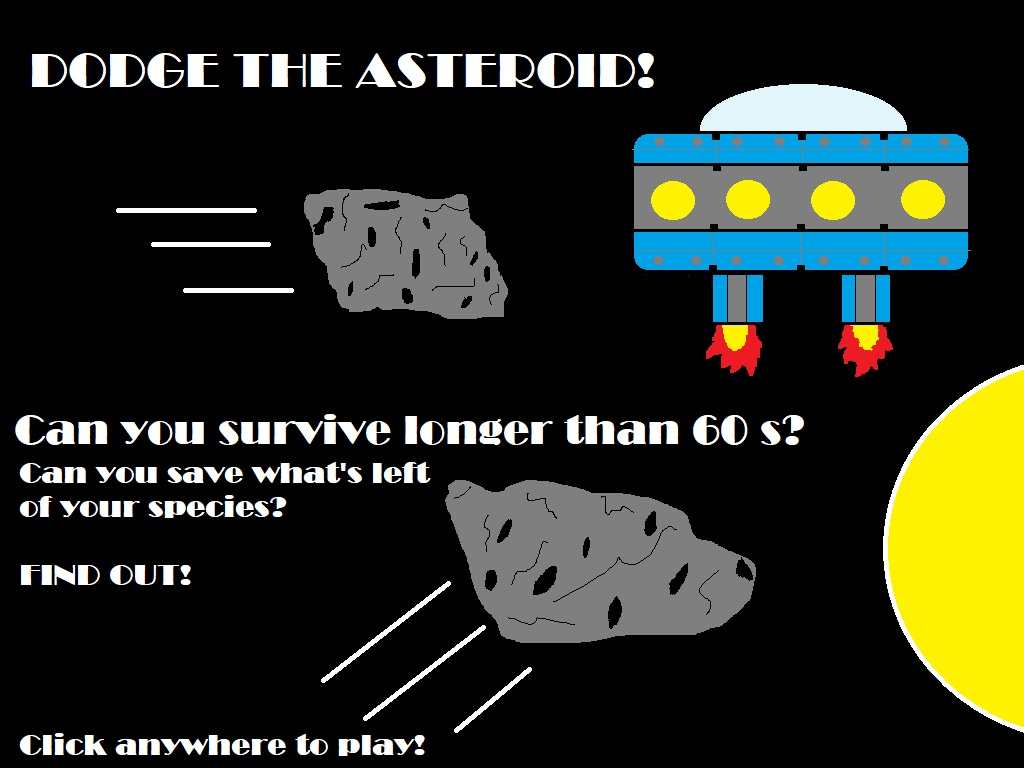 DODGE THE ASTEROID!
Can you survive longer than 60 s?
Can you save what's left
of your species?
FIND OUT!
Click anywhere to play!